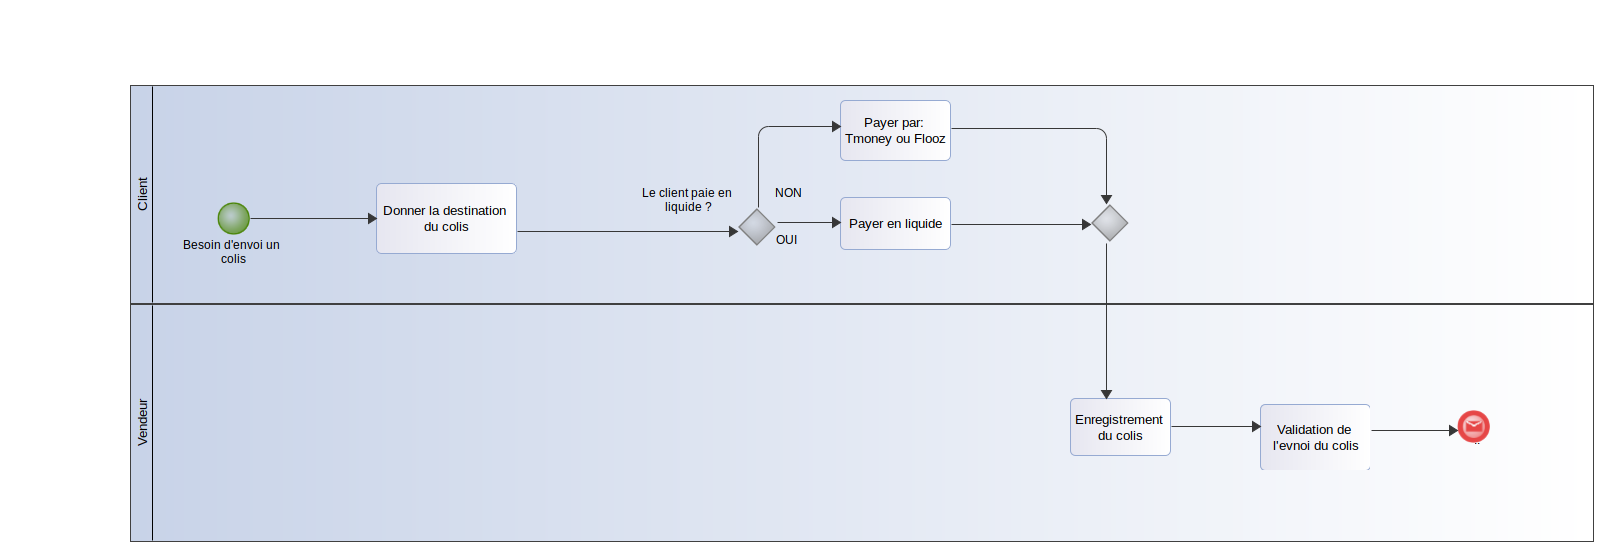 Client
Besoin d'envoi un
colis
Donner la destination
du colis
Le client paie en
liquide ?
NON
OUI
Payer par:
Tmoney ou Flooz
Payer en liquide
Vendeur
Enregistrement
du colis
Validation de
l'evnoi du colis